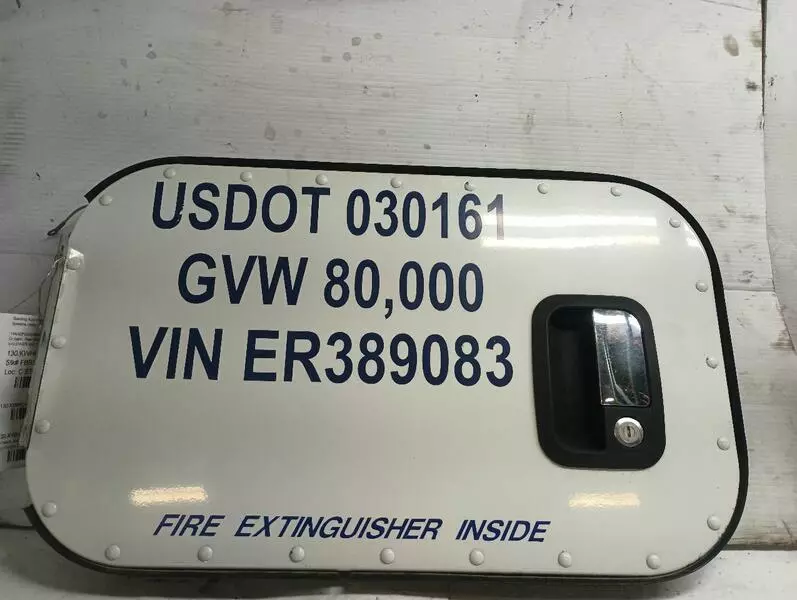 USDOT 030161
GVW 80,000
VIN ER389083
FIRE EXTINGUISHER INSIDE